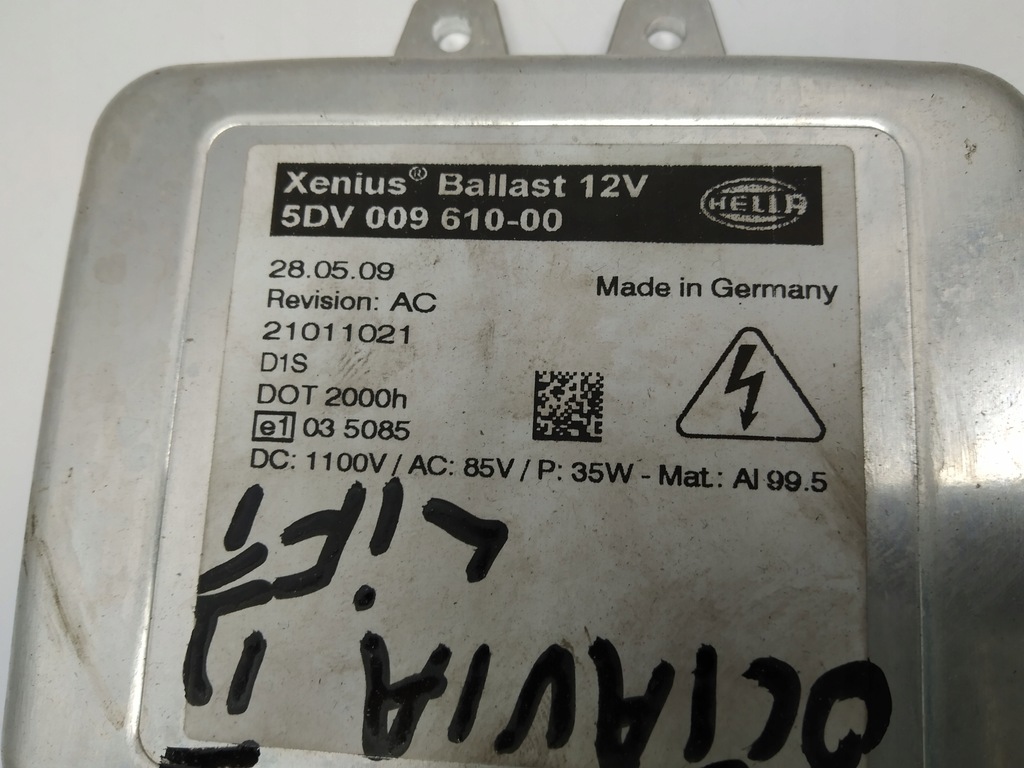 Xenius® Ballast 12V
5DV 009 610-00
HELLA
28.05.09
Revision: AC
Made in Germany
21011021
D1S
DOT 2000h
e1 03 5085
DC: 1100V / AC: 85V / P: 35W - Mat.: Al 99.5
OCTAVIA II
LIFT